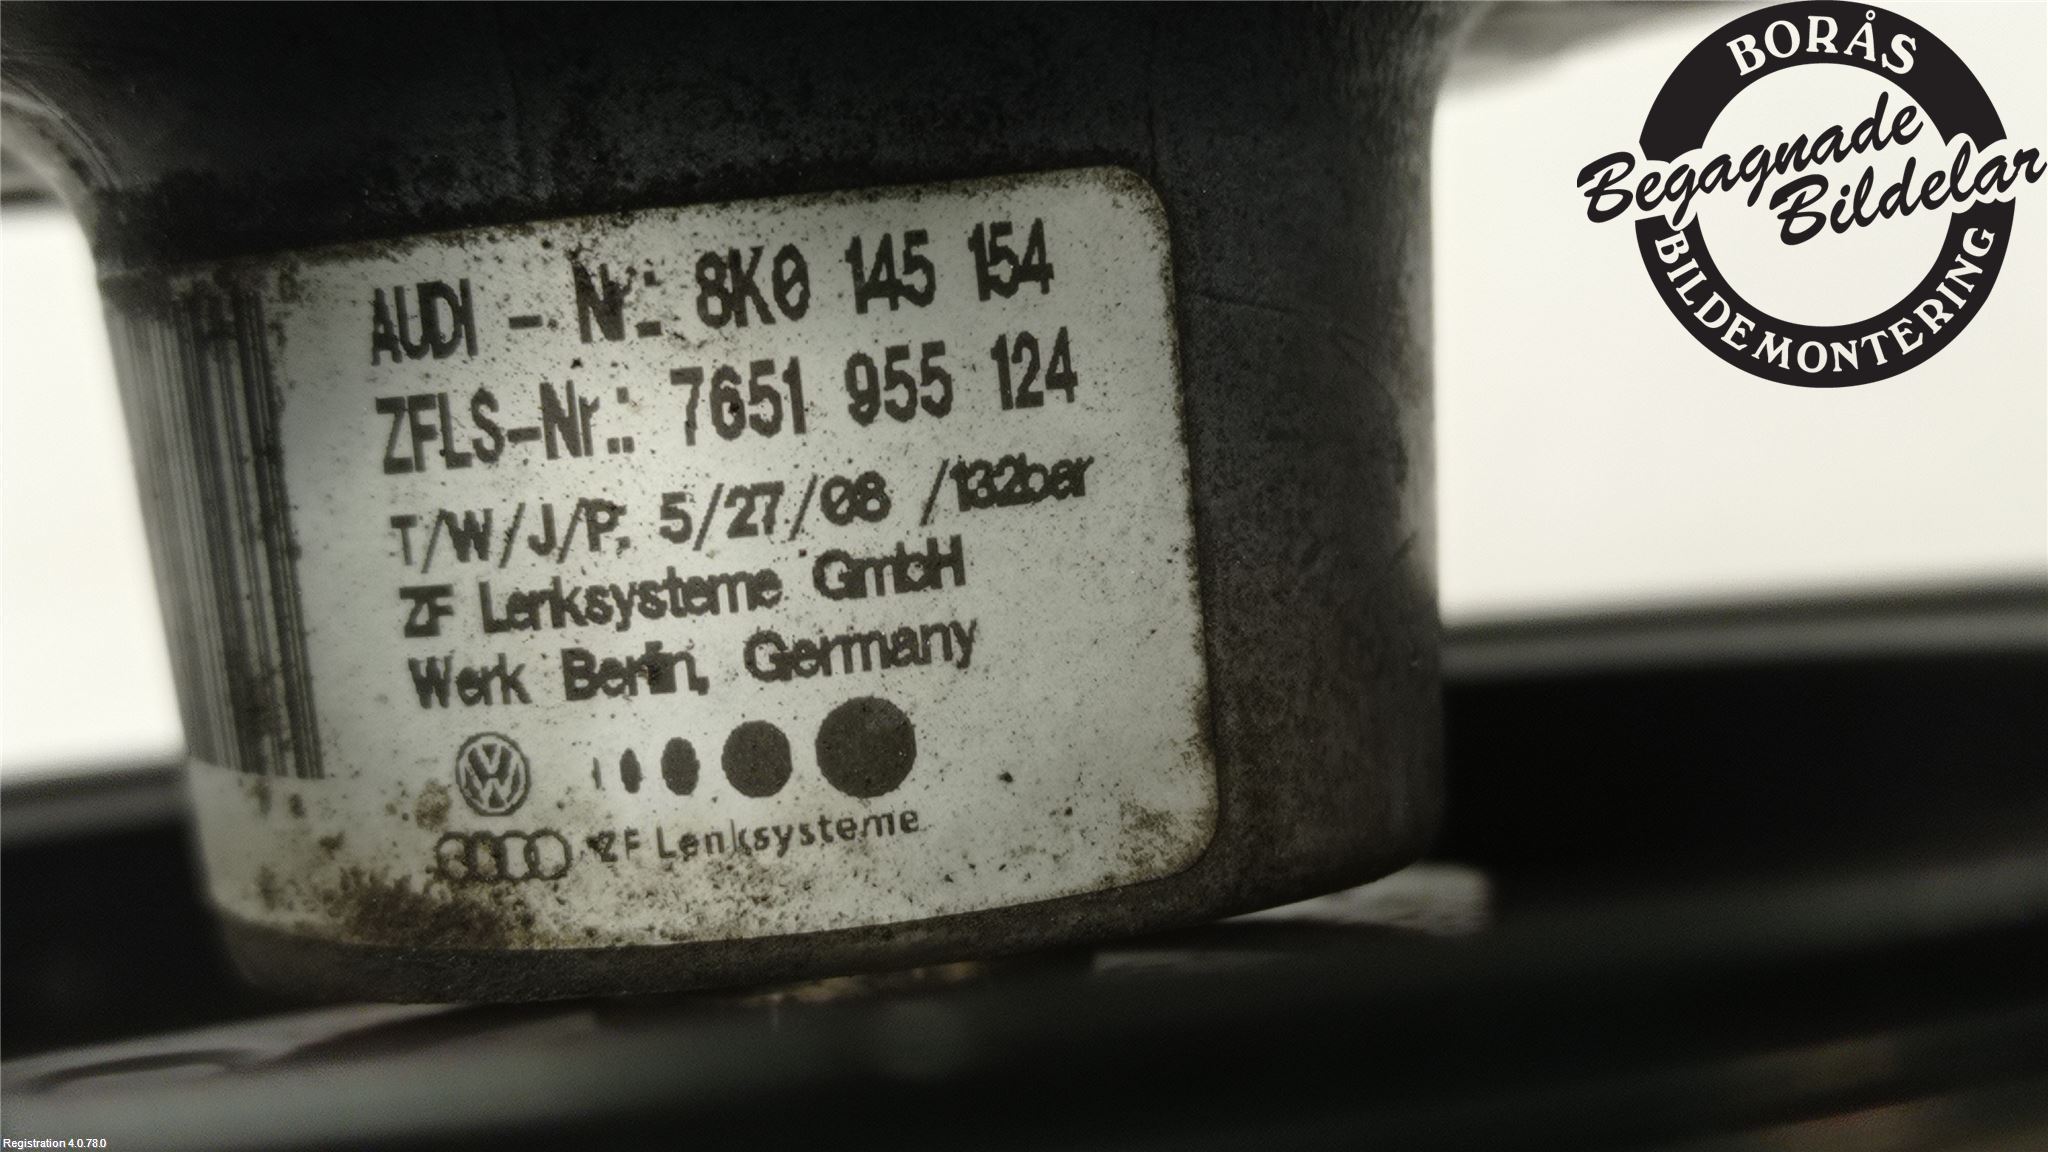 AUDI - Nr.: 8K0 145 154
ZFLS-Nr.: 7651 955 124
T/W/J/P: 5/27/08 /132bar
ZF Lenksysteme GmbH
Werk Berlin, Germany
ZF Lenksysteme
BORÅS
Begagnade
Bildelar
BILDEMONTERING
Registration 4.0.78.0